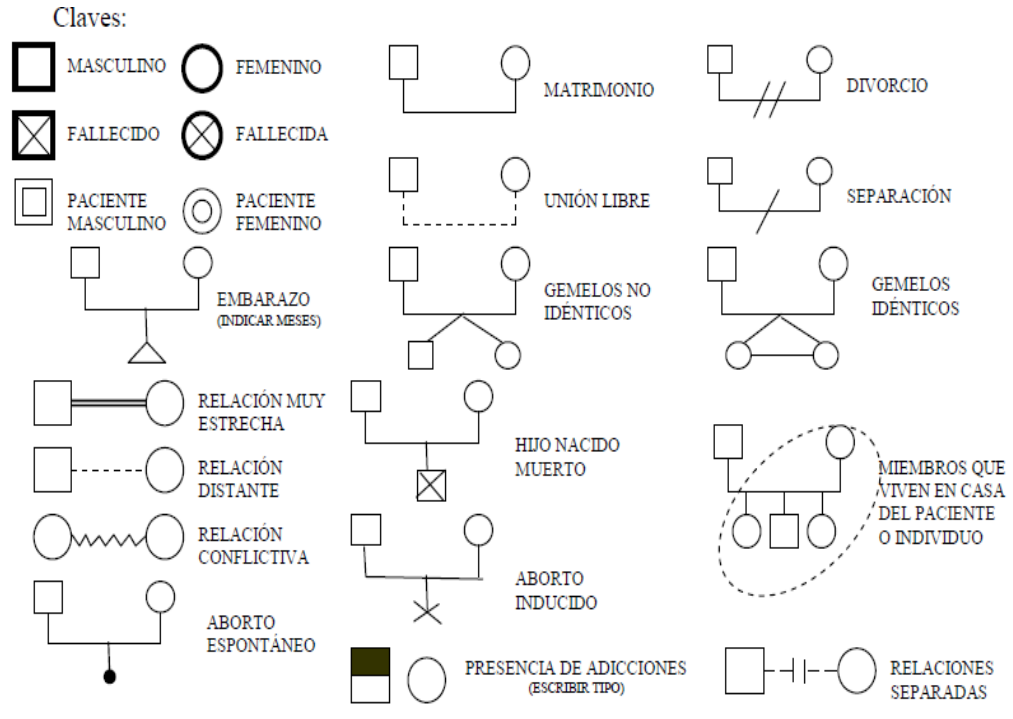 Claves:
MASCULINO
FEMENINO
MATRIMONIO
DIVORCIO
FALLECIDO
FALLECIDA
PACIENTE
MASCULINO
PACIENTE
FEMENINO
UNIÓN LIBRE
SEPARACIÓN
EMBARAZO
(INDICAR MESES)
GEMELOS NO
IDÉNTICOS
GEMELOS
IDÉNTICOS
RELACIÓN MUY
ESTRECHA
HIJO NACIDO
MUERTO
RELACIÓN
DISTANTE
MIEMBROS QUE
VIVEN EN CASA
DEL PACIENTE
O INDIVIDUO
RELACIÓN
CONFLICTIVA
ABORTO
INDUCIDO
ABORTO
ESPONTÁNEO
PRESENCIA DE ADICCIONES
(ESCRIBIR TIPO)
RELACIONES
SEPARADAS